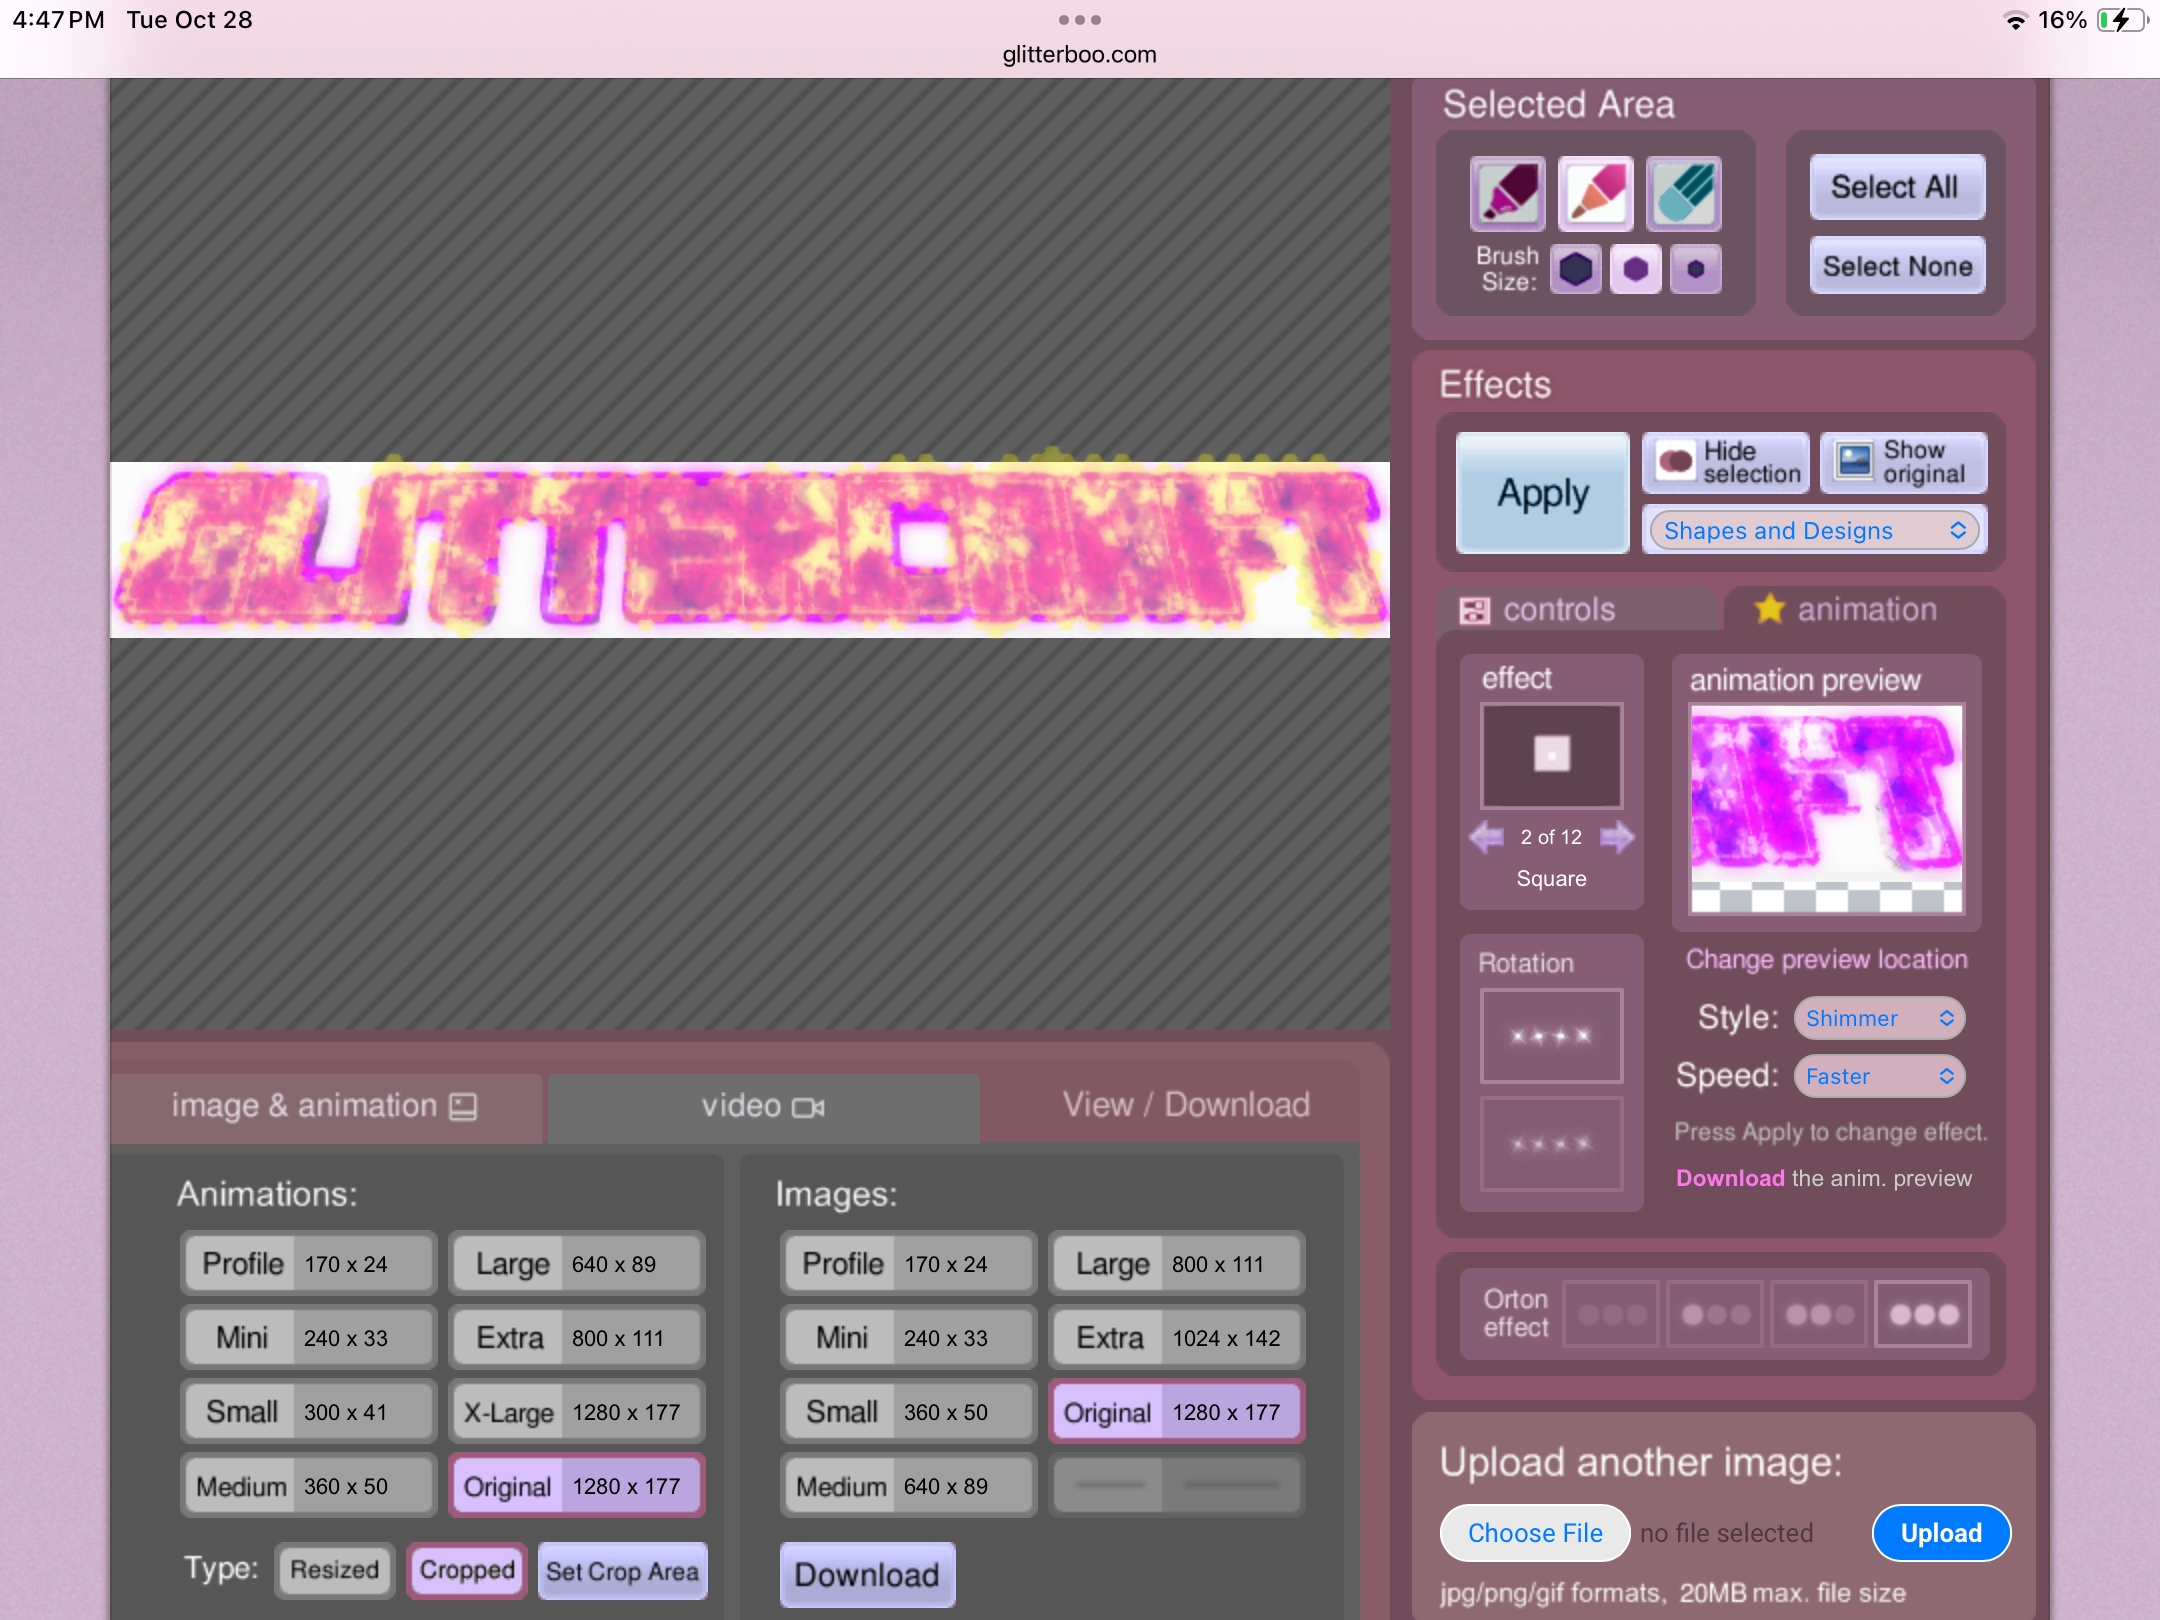 4:47 PM Tue Oct 28
16%
glitterboo.com
Selected Area
Select All
Brush
Size:
Select None
Effects
Apply
Hide
selection
Show
original
Shapes and Designs
controls
animation
effect
2 of 12
Square
animation preview
Change preview location
Rotation
Style: Shimmer
Speed: Faster
Press Apply to change effect.
Download the anim. preview
Orton
effect
Upload another image:
Choose File no file selected Upload
jpg/png/gif formats, 20MB max. file size
image & animation
video
View / Download
Animations:
Profile 170 x 24
Large 640 x 89
Mini 240 x 33
Extra 800 x 111
Small 300 x 41
X-Large 1280 x 177
Medium 360 x 50
Original 1280 x 177
Type: Resized Cropped Set Crop Area
Images:
Profile 170 x 24
Large 800 x 111
Mini 240 x 33
Extra 1024 x 142
Small 360 x 50
Original 1280 x 177
Medium 640 x 89
Download